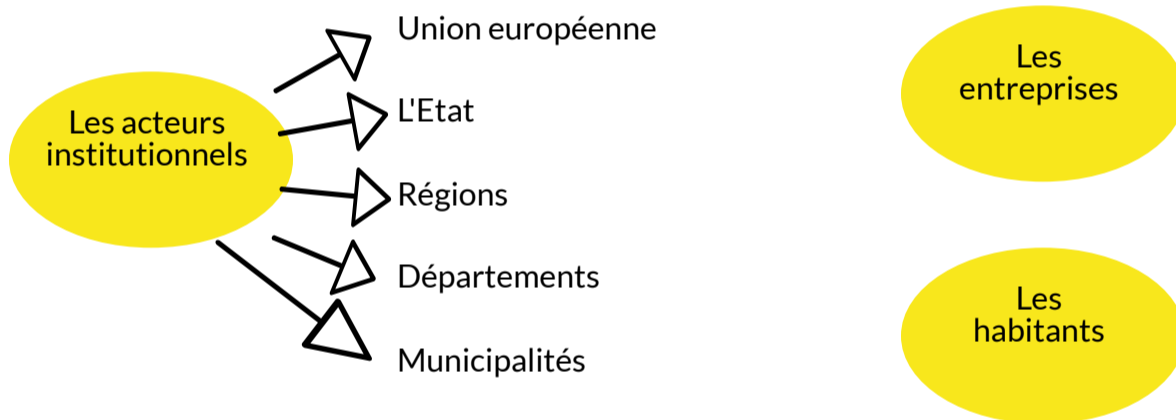 Les acteurs
institutionnels
Union européenne
L'Etat
Régions
Départements
Municipalités
Les
entreprises
Les
habitants